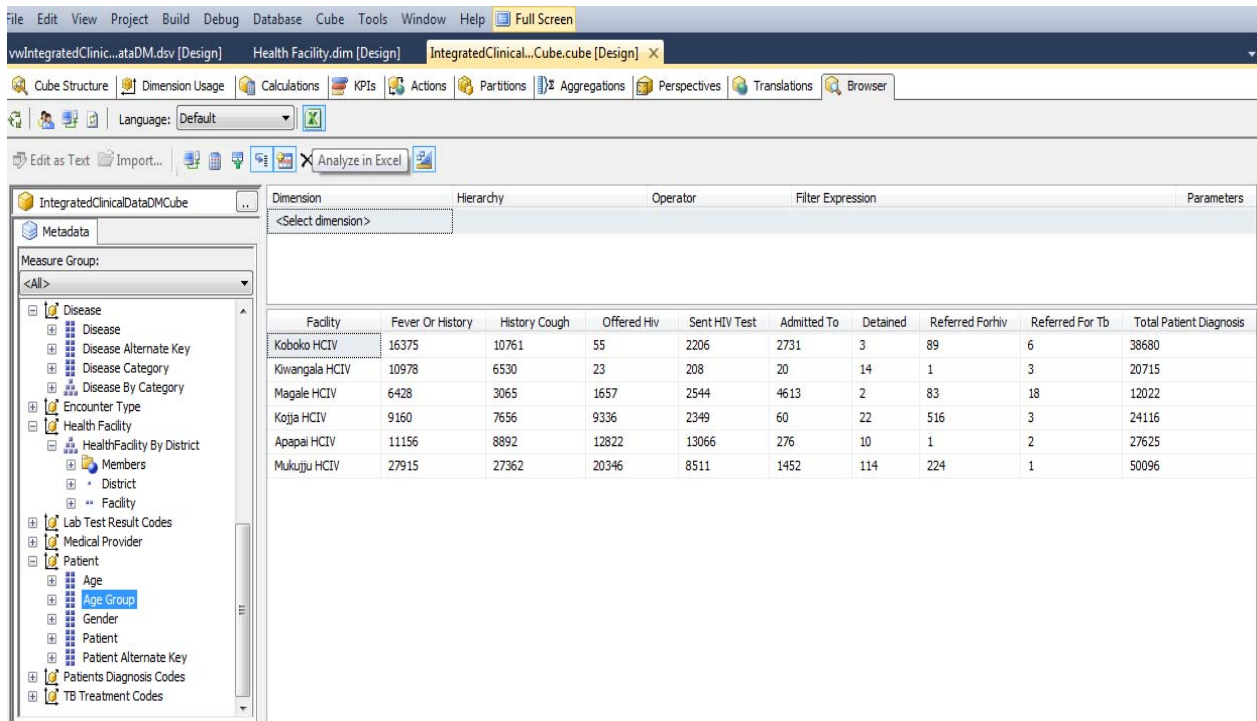 File Edit View Project Build Debug Database Cube Tools Window Help Full Screen
vwIntegratedClinic...ataDM.dsv [Design] Health Facility.dim [Design] IntegratedClinical...Cube.cube [Design]
Cube Structure Dimension Usage Calculations KPIs Actions Partitions Aggregations Perspectives Translations Browser
Language: Default
Edit as Text Import... Analyze in Excel
IntegratedClinicalDataDMCube ..
Metadata
Measure Group:
<All>
Disease
Disease
Disease Alternate Key
Disease Category
Disease By Category
Encounter Type
Health Facility
HealthFacility By District
Members
District
Facility
Lab Test Result Codes
Medical Provider
Patient
Age
Age Group
Gender
Patient
Patient Alternate Key
Patients Diagnosis Codes
TB Treatment Codes
Dimension Hierarchy Operator Filter Expression Parameters
<Select dimension>
Facility Fever Or History History Cough Offered Hiv Sent HIV Test Admitted To Detained Referred Forhiv Referred For Tb Total Patient Diagnosis
Koboko HCIV 16375 10761 55 2206 2731 3 89 6 38680
Kiwangala HCIV 10978 6530 23 208 20 14 1 3 20715
Magale HCIV 6428 3065 1657 2544 4613 2 83 18 12022
Kojja HCIV 9160 7656 9336 2349 60 22 516 3 24116
Apapai HCIV 11156 8892 12822 13066 276 10 1 2 27625
Mukujju HCIV 27915 27362 20346 8511 1452 114 224 1 50096